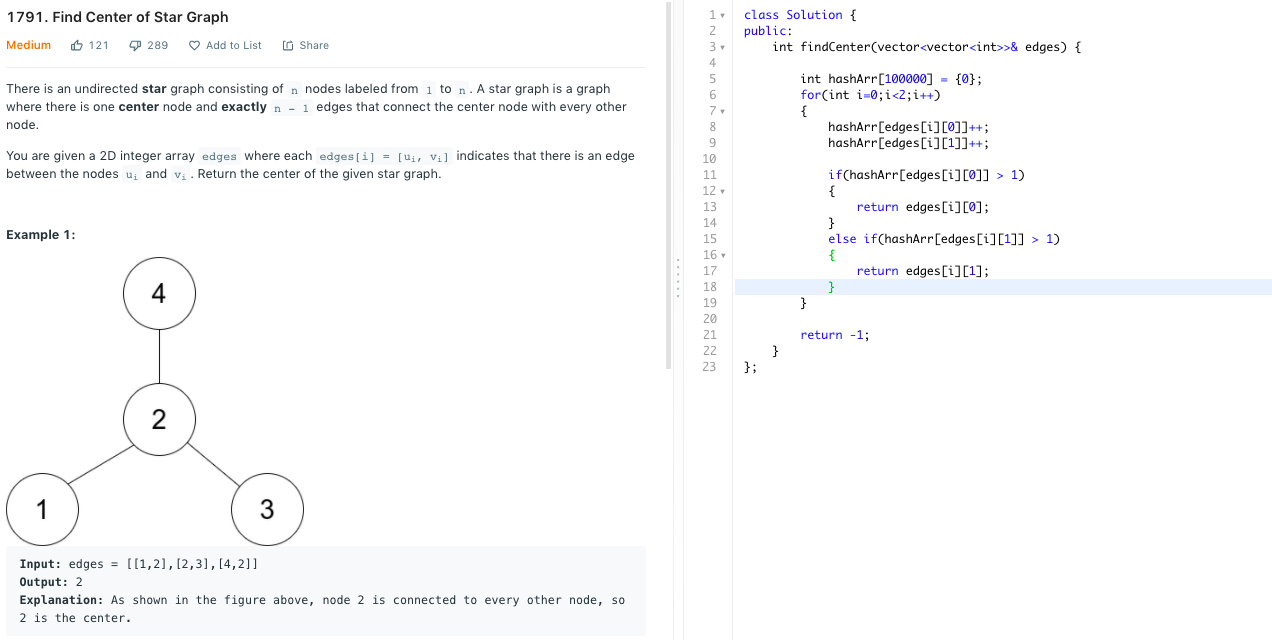 1791. Find Center of Star Graph
Medium 121 289 Add to List Share
There is an undirected star graph consisting of n nodes labeled from 1 to n. A star graph is a graph
where there is one center node and exactly n - 1 edges that connect the center node with every other
node.
You are given a 2D integer array edges where each edges[i] = [ui, vi] indicates that there is an edge
between the nodes ui and vi. Return the center of the given star graph.
Example 1:
4
2
1
3
Input: edges = [[1,2],[2,3],[4,2]]
Output: 2
Explanation: As shown in the figure above, node 2 is connected to every other node, so
2 is the center.
1 class Solution {
2 public:
3     int findCenter(vector<vector<int>>& edges) {
4
5         int hashArr[100000] = {0};
6         for(int i=0;i<2;i++)
7         {
8             hashArr[edges[i][0]]++;
9             hashArr[edges[i][1]]++;
10
11             if(hashArr[edges[i][0]] > 1)
12             {
13                 return edges[i][0];
14             }
15             else if(hashArr[edges[i][1]] > 1)
16             {
17                 return edges[i][1];
18             }
19         }
20
21         return -1;
22     }
23 };